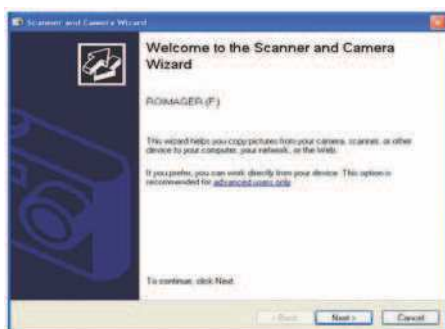 Scanner and Camera Wizard
Welcome to the Scanner and Camera
Wizard
ROIMAGER (F)
This wizard helps you copy pictures from your camera, scanner, or other
device to your computer, your network, or the Web.
If you prefer, you can work directly from your device. This option is
recommended for advanced users only.
To continue, click Next.
< Back Next > Cancel